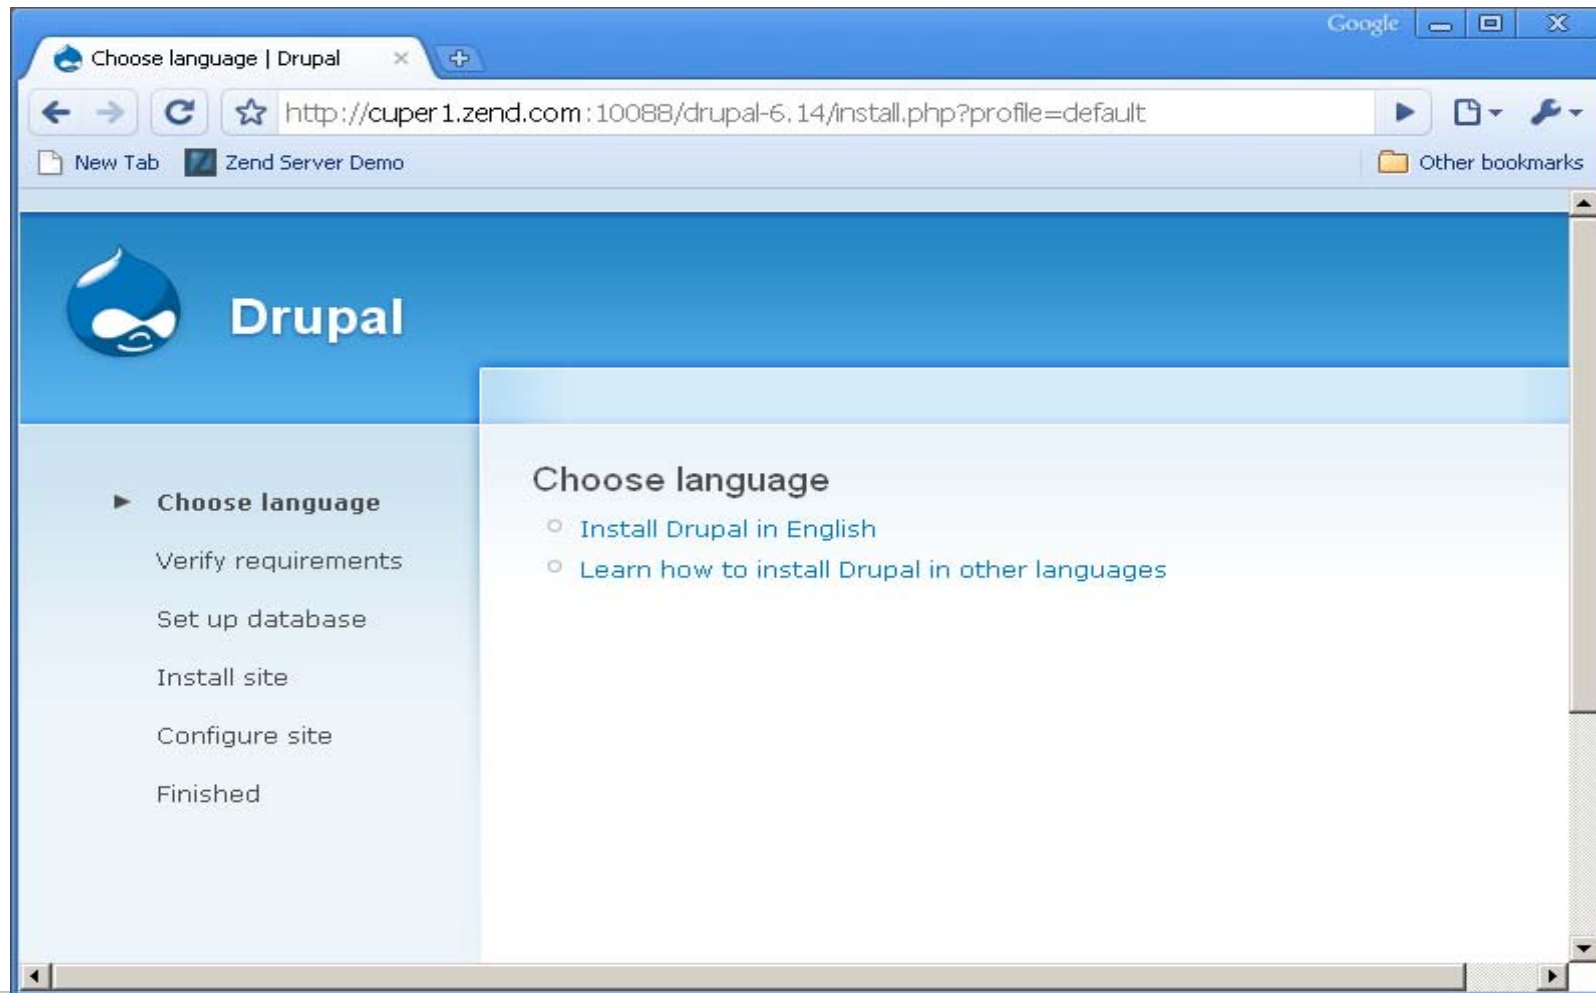 Google
Choose language | Drupal
http://cuper1.zend.com:10088/drupal-6.14/install.php?profile=default
New Tab Zend Server Demo Other bookmarks
Drupal
Choose language
Verify requirements
Set up database
Install site
Configure site
Finished
Choose language
Install Drupal in English
Learn how to install Drupal in other languages